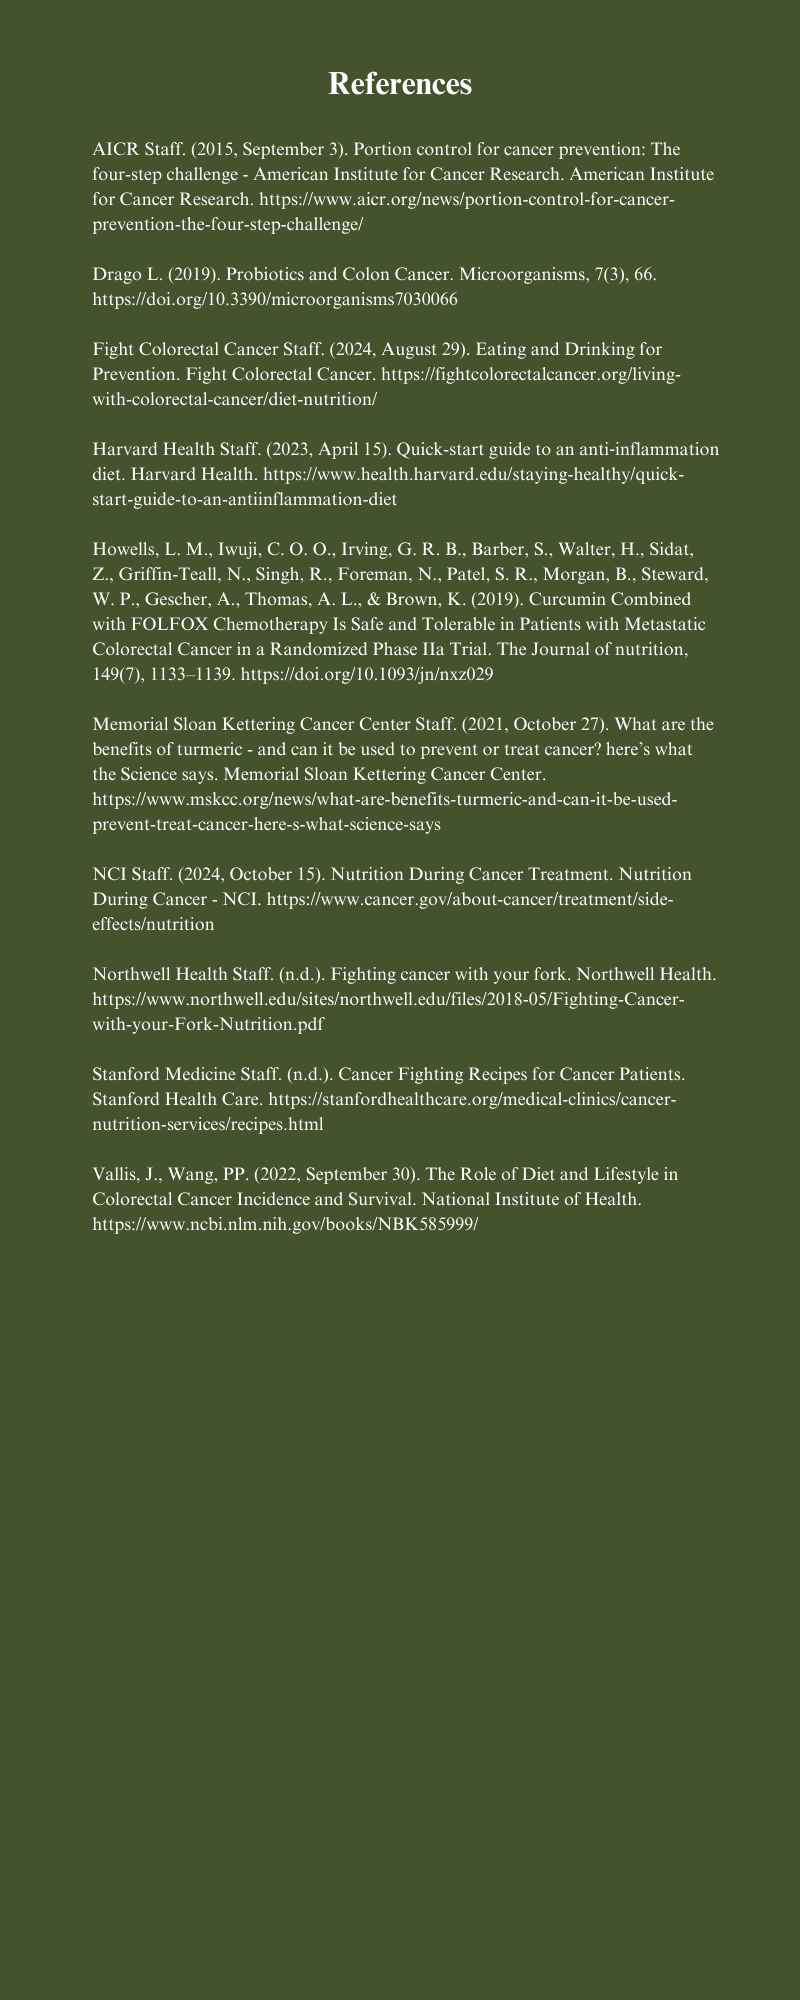 References
AICR Staff. (2015, September 3). Portion control for cancer prevention: The
four-step challenge - American Institute for Cancer Research. American Institute
for Cancer Research. https://www.aicr.org/news/portion-control-for-cancer-
prevention-the-four-step-challenge/
Drago L. (2019). Probiotics and Colon Cancer. Microorganisms, 7(3), 66.
https://doi.org/10.3390/microorganisms7030066
Fight Colorectal Cancer Staff. (2024, August 29). Eating and Drinking for
Prevention. Fight Colorectal Cancer. https://fightcolorectalcancer.org/living-
with-colorectal-cancer/diet-nutrition/
Harvard Health Staff. (2023, April 15). Quick-start guide to an anti-inflammation
diet. Harvard Health. https://www.health.harvard.edu/staying-healthy/quick-
start-guide-to-an-antiinflammation-diet
Howells, L. M., Iwuji, C. O. O., Irving, G. R. B., Barber, S., Walter, H., Sidat,
Z., Griffin-Teall, N., Singh, R., Foreman, N., Patel, S. R., Morgan, B., Steward,
W. P., Gescher, A., Thomas, A. L., & Brown, K. (2019). Curcumin Combined
with FOLFOX Chemotherapy Is Safe and Tolerable in Patients with Metastatic
Colorectal Cancer in a Randomized Phase IIa Trial. The Journal of nutrition,
149(7), 1133–1139. https://doi.org/10.1093/jn/nxz029
Memorial Sloan Kettering Cancer Center Staff. (2021, October 27). What are the
benefits of turmeric - and can it be used to prevent or treat cancer? here's what
the Science says. Memorial Sloan Kettering Cancer Center.
https://www.mskcc.org/news/what-are-benefits-turmeric-and-can-it-be-used-
prevent-treat-cancer-here-s-what-science-says
NCI Staff. (2024, October 15). Nutrition During Cancer Treatment. Nutrition
During Cancer - NCI. https://www.cancer.gov/about-cancer/treatment/side-
effects/nutrition
Northwell Health Staff. (n.d.). Fighting cancer with your fork. Northwell Health.
https://www.northwell.edu/sites/northwell.edu/files/2018-05/Fighting-Cancer-
with-your-Fork-Nutrition.pdf
Stanford Medicine Staff. (n.d.). Cancer Fighting Recipes for Cancer Patients.
Stanford Health Care. https://stanfordhealthcare.org/medical-clinics/cancer-
nutrition-services/recipes.html
Vallis, J., Wang, PP. (2022, September 30). The Role of Diet and Lifestyle in
Colorectal Cancer Incidence and Survival. National Institute of Health.
https://www.ncbi.nlm.nih.gov/books/NBK585999/